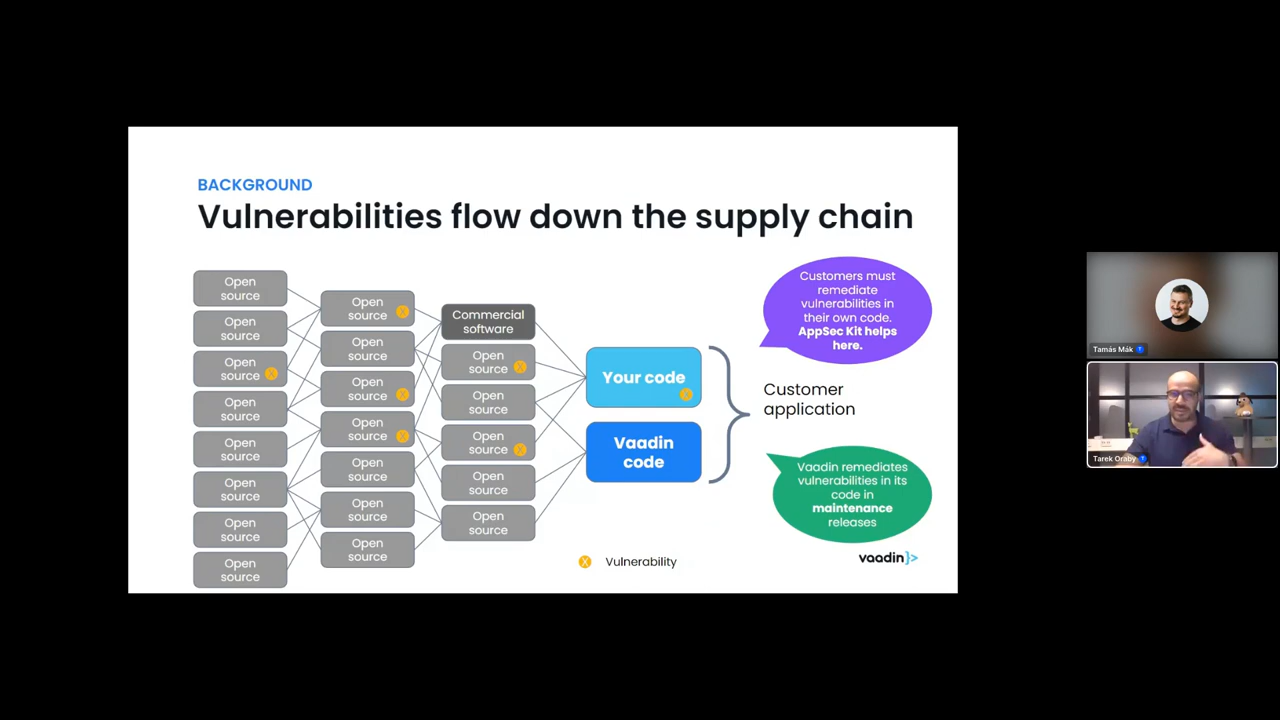 BACKGROUND
Vulnerabilities flow down the supply chain
Open
source
Open
source
Open
source
Open
source
Open
source
Open
source
Open
source
Open
source
Open
source
Open
source
Open
source
Open
source
Open
source
Open
source
Open
source
Commercial
software
Open
source
Open
source
Open
source
Open
source
Open
source
Your code
Vaadin
code
Customers must
remediate
vulnerabilities in
their own code.
AppSec Kit helps
here.
Customer
application
Vaadin remediates
vulnerabilities in its
code in
maintenance
releases
X Vulnerability
vaadin}>
Tamás Mák T
Tarek Oraby T